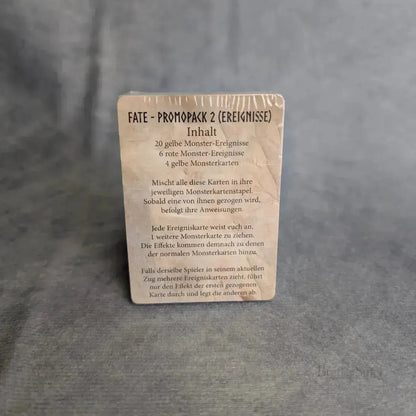 FATE - PROMOPACK 2 (EREIGNISSE)
Inhalt
20 gelbe Monster-Ereignisse
6 rote Monster-Ereignisse
4 gelbe Monsterkarten
Mischt alle diese Karten in ihre
jeweiligen Monsterkartenstapel.
Sobald eine von ihnen gezogen wird,
befolgt ihre Anweisungen.
Jede Ereigniskarte weist euch an,
1 weitere Monsterkarte zu ziehen.
Die Effekte kommen demnach zu denen
der normalen Monsterkarten hinzu.
Falls derselbe Spieler in seinem aktuellen
Zug mehrere Ereigniskarten zieht, führt
nur den Effekt der ersten gezogenen
Karte durch und legt die anderen ab.